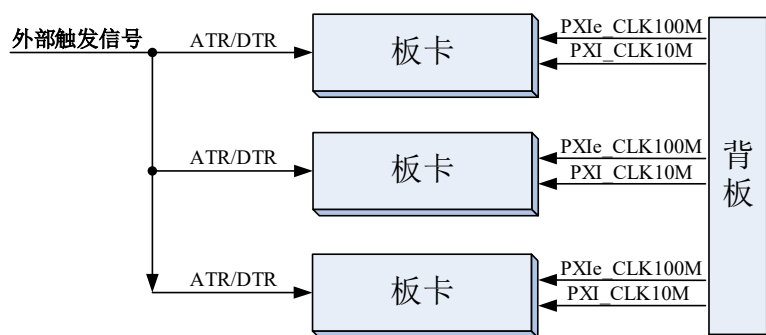 外部触发信号
ATR/DTR
板卡
PXIe_CLK100M
PXI_CLK10M
ATR/DTR
板卡
PXIe_CLK100M
PXI_CLK10M
背板
ATR/DTR
板卡
PXIe_CLK100M
PXI_CLK10M